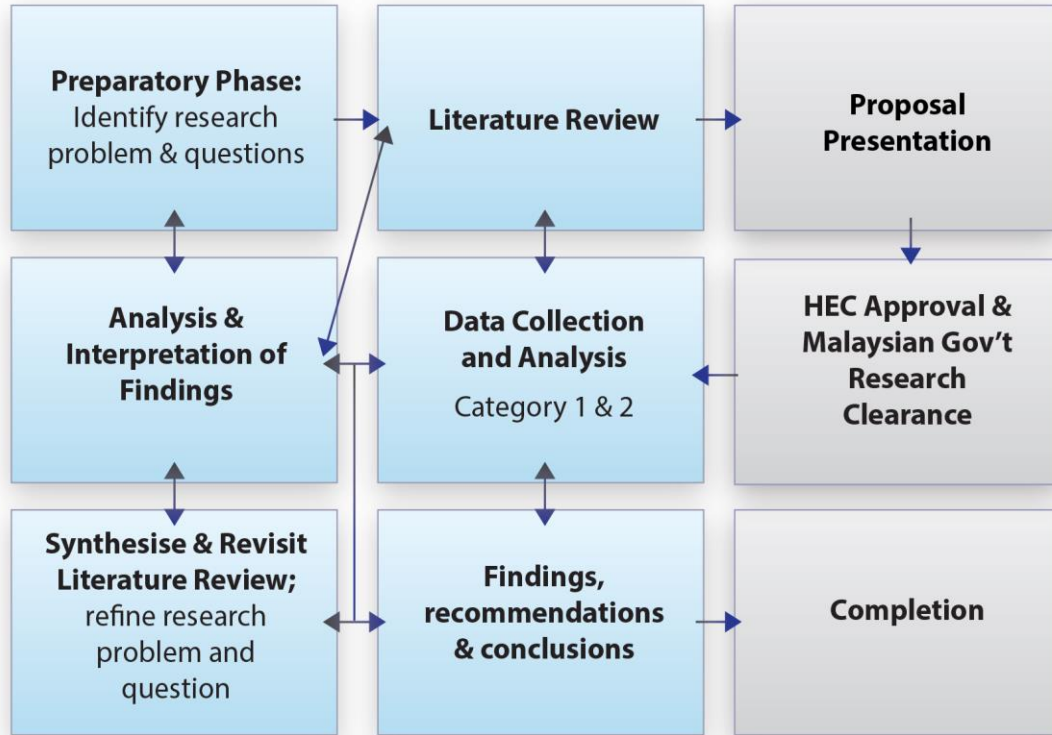 Preparatory Phase:
Identify research
problem & questions
Literature Review
Proposal
Presentation
Analysis &
Interpretation of
Findings
Data Collection
and Analysis
Category 1 & 2
HEC Approval &
Malaysian Gov't
Research
Clearance
Synthesise & Revisit
Literature Review;
refine research
problem and
question
Findings,
recommendations
& conclusions
Completion